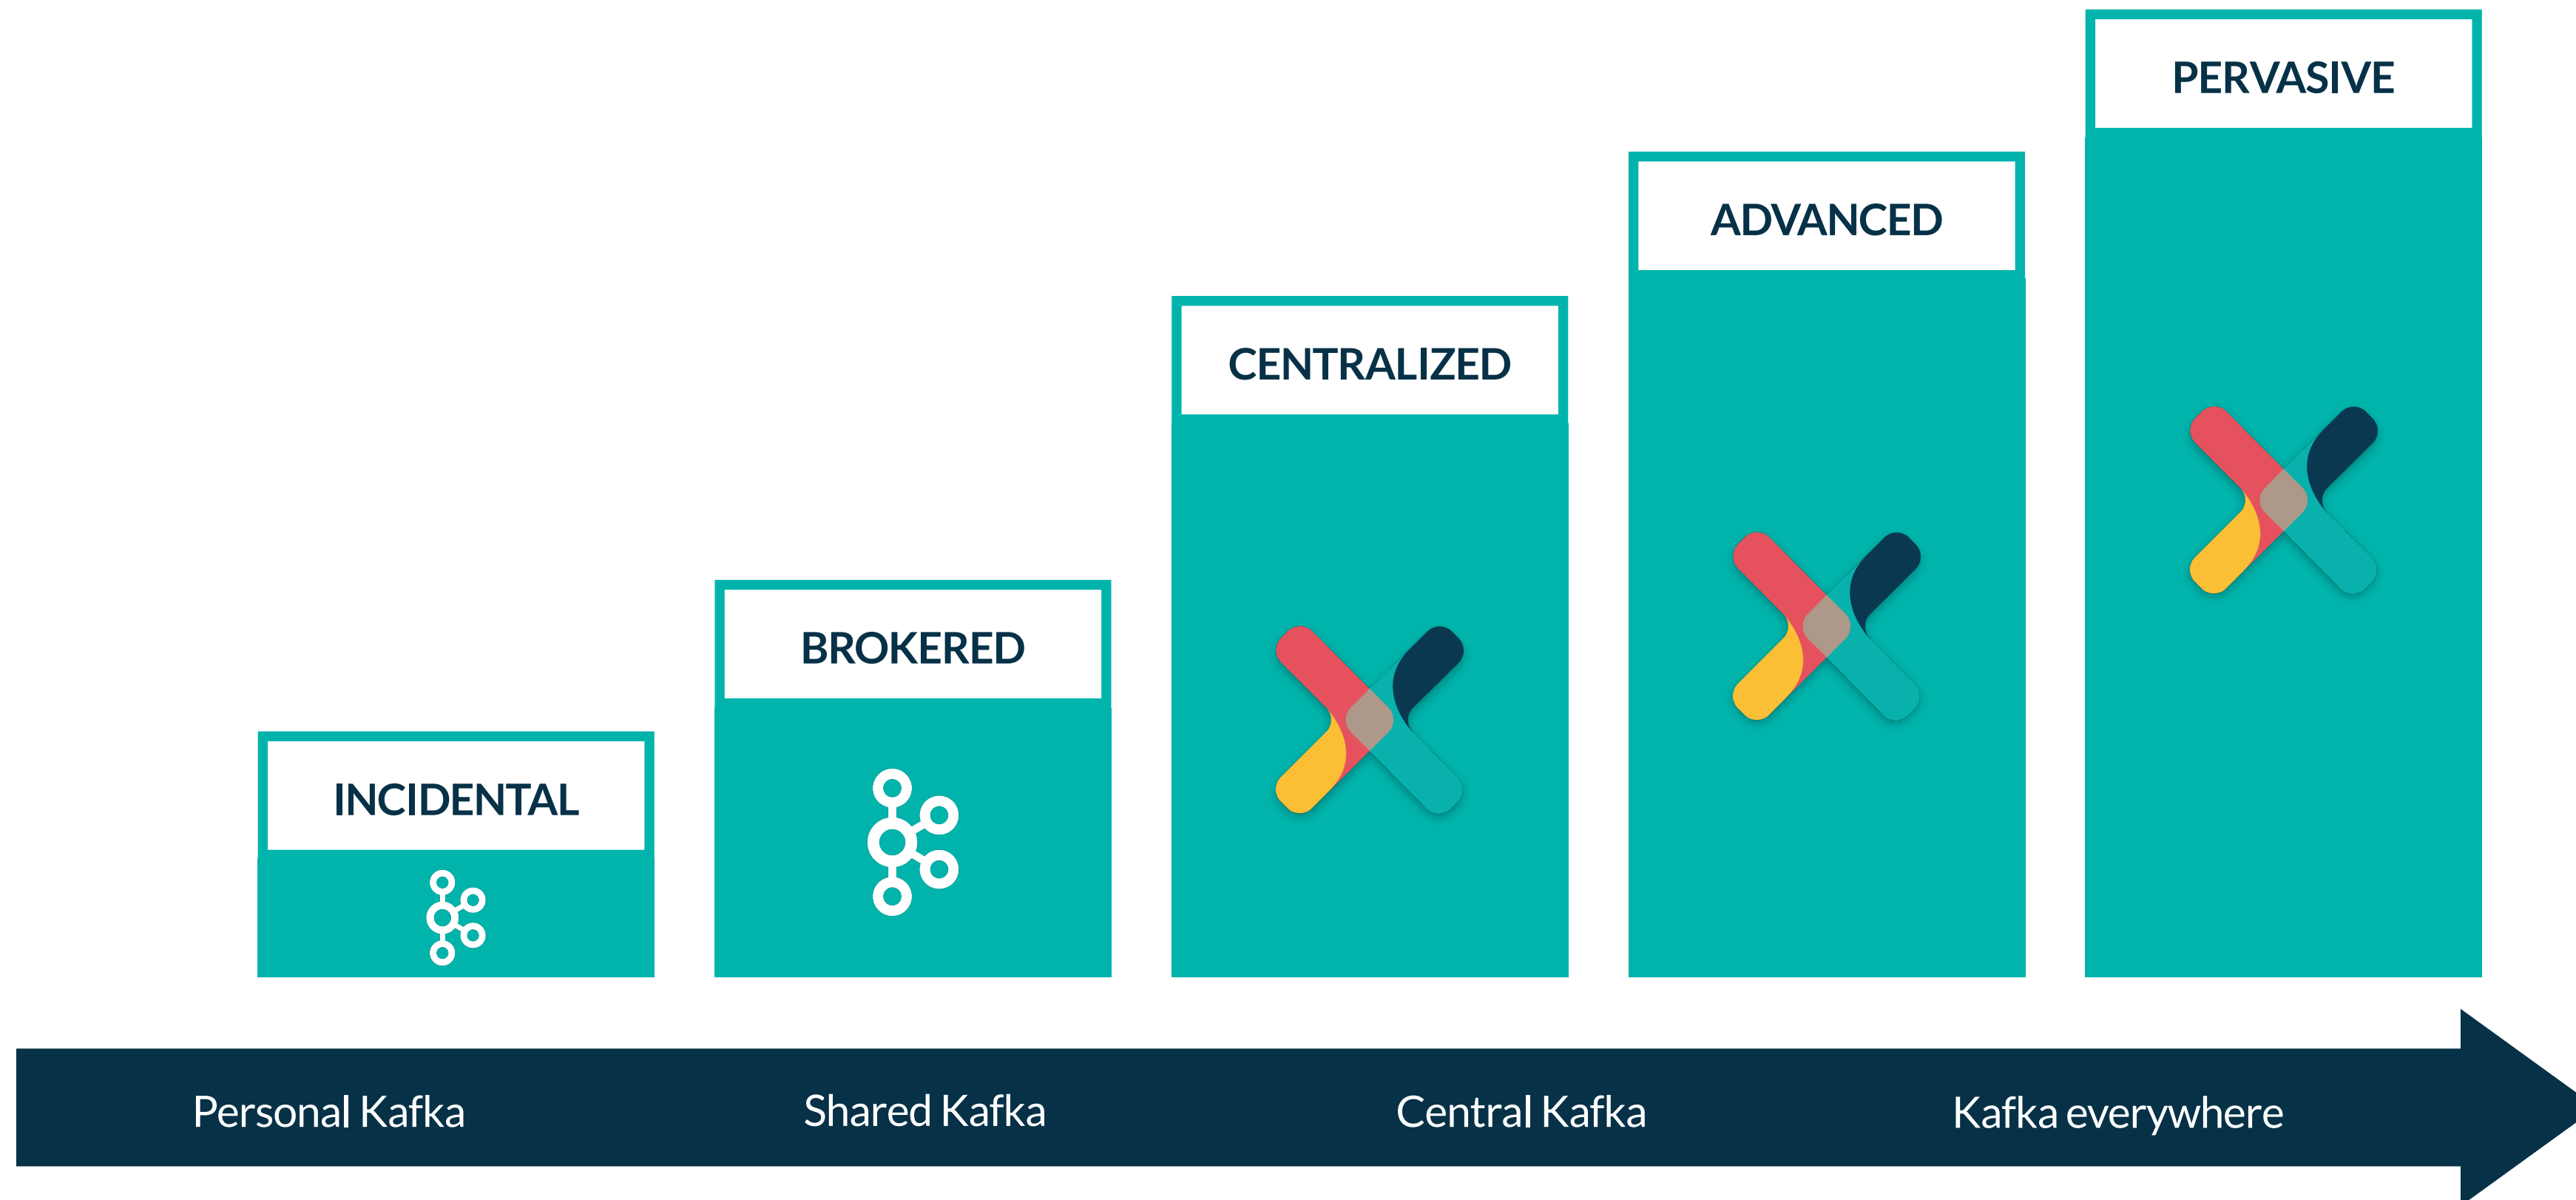 PERVASIVE
ADVANCED
CENTRALIZED
BROKERED
INCIDENTAL
Personal Kafka
Shared Kafka
Central Kafka
Kafka everywhere